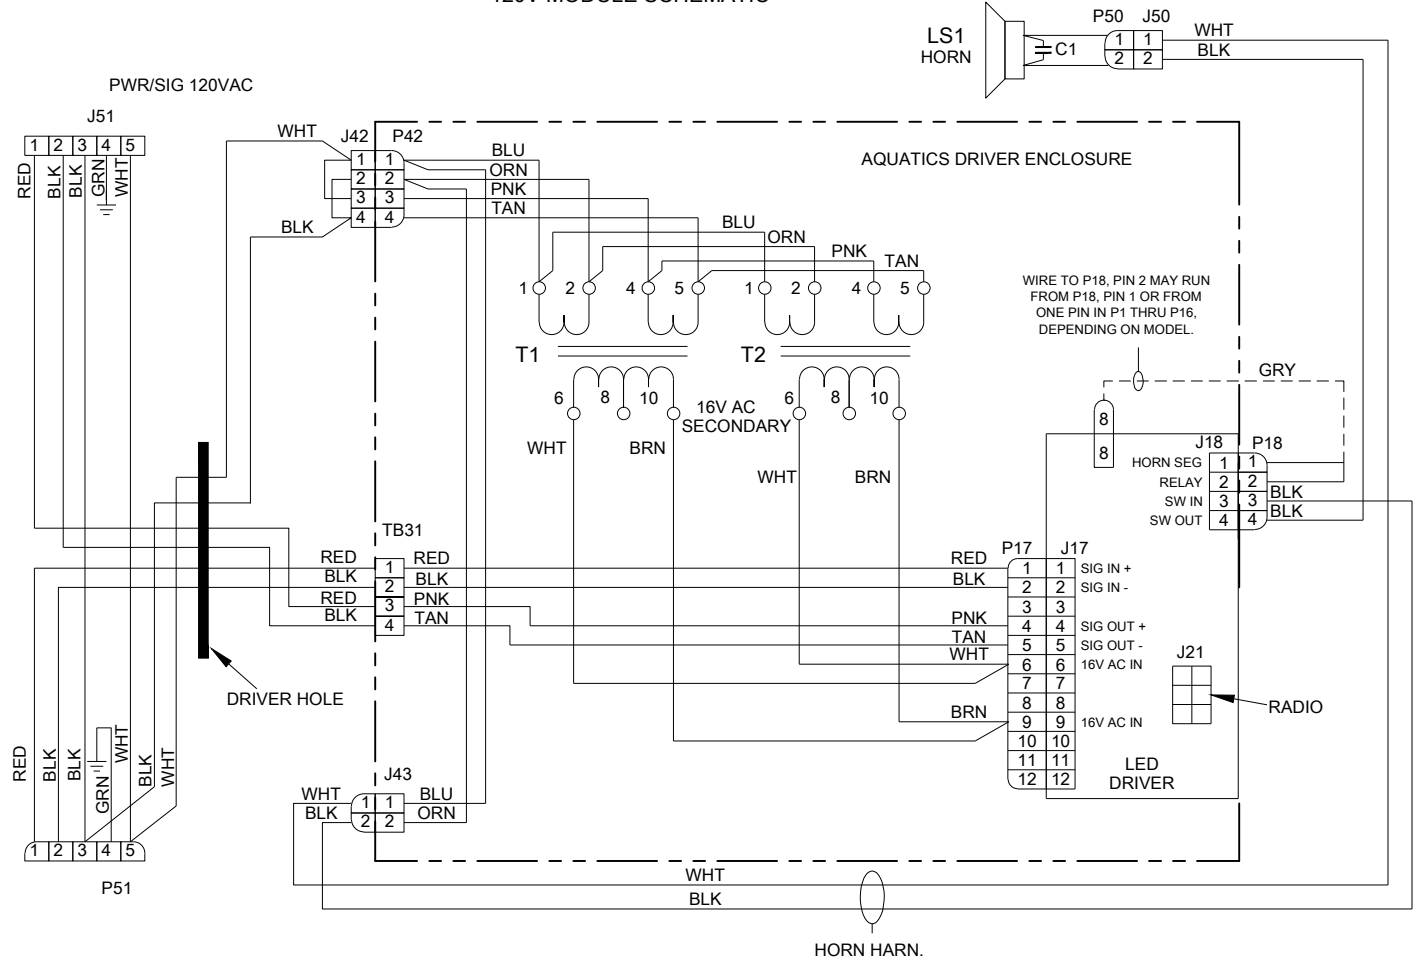 120V MODULE SCHEMATIC
P50 J50
LS1
HORN
C1
1 1
2 2
WHT
BLK
PWR/SIG 120VAC
J51
1 2 3 4 5
RED
BLK
BLK
GRN
WHT
WHT
BLK
J42 P42
1 1
2 2
3 3
4 4
BLU
ORN
PNK
TAN
AQUATICS DRIVER ENCLOSURE
BLU
ORN
PNK
TAN
1 2 4 5
1 2 4 5
T1
T2
6 8 10
6 8 10
16V AC
SECONDARY
WHT
BRN
WHT
BRN
WIRE TO P18, PIN 2 MAY RUN
FROM P18, PIN 1 OR FROM
ONE PIN IN P1 THRU P16,
DEPENDING ON MODEL.
GRY
8
8
J18 P18
HORN SEG 1 1
RELAY 2 2
SW IN 3 3 BLK
SW OUT 4 4 BLK
TB31
RED 1 RED
BLK 2 BLK
RED 3 PNK
BLK 4 TAN
P17 J17
RED 1 1 SIG IN +
BLK 2 2 SIG IN -
3 3
PNK 4 4 SIG OUT +
TAN 5 5 SIG OUT -
WHT 6 6 16V AC IN
7 7
8 8
BRN 9 9 16V AC IN
10 10
11 11
12 12
J21
RADIO
LED
DRIVER
DRIVER HOLE
RED
BLK
BLK
GRN
WHT
BLK
WHT
1 2 3 4 5
P51
J43
WHT 1 1 BLU
BLK 2 2 ORN
WHT
BLK
HORN HARN.